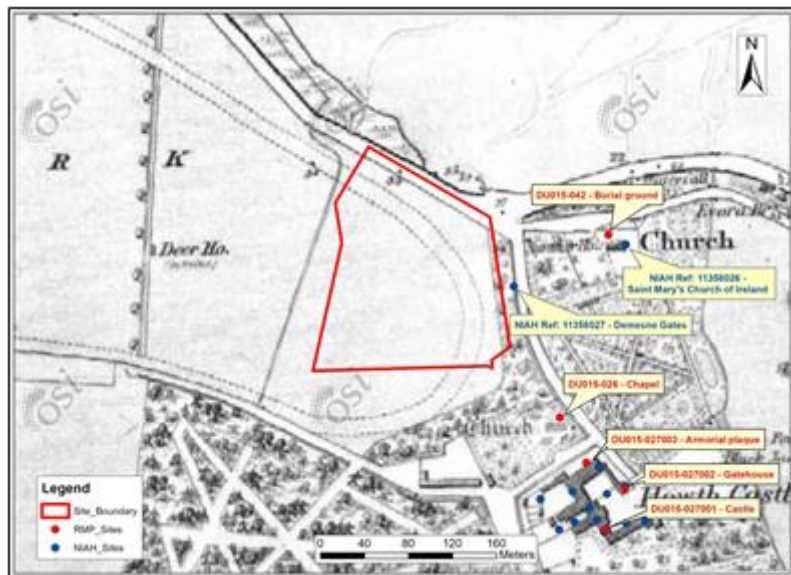 N
osi
osi
R
K
Deer Ho.
DU015-042 - Burial ground
Church
NIAH Ref: 11358026 -
Saint Mary's Church of Ireland
NIAH Ref: 11358027 - Demesne Gates
osi
osi
DU015-026 - Chapel
Church
DU015-027003 - Armorial plaque
DU015-027002 - Gatehouse
Howth Castle
DU015-027001 - Castle
Legend
Site_Boundary
RMP_Sites
NIAH_Sites
0 20 40 80 120 160
Meters